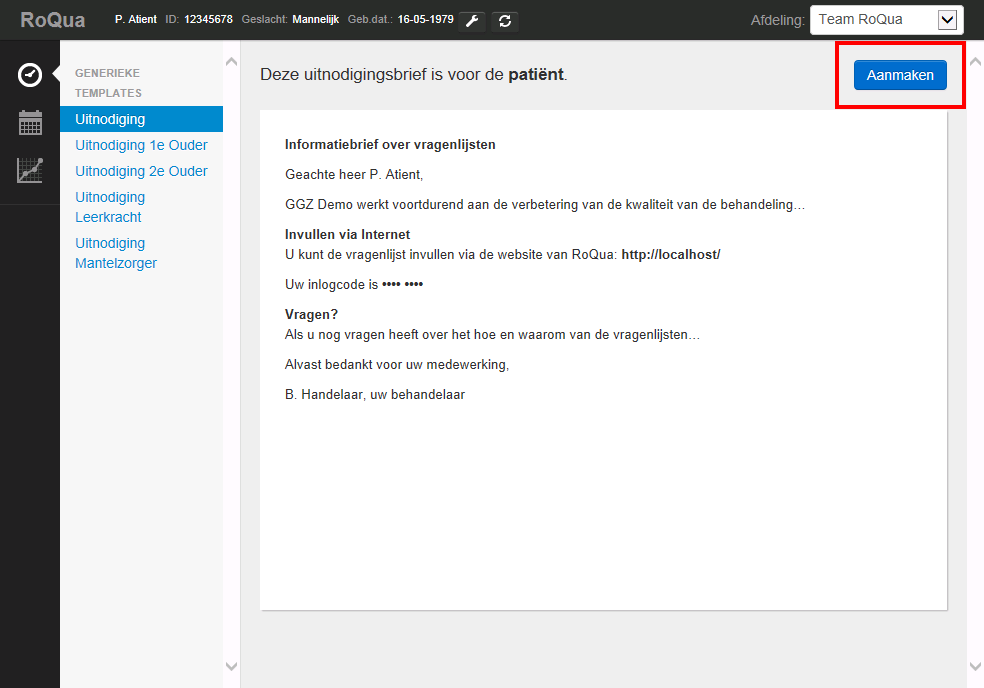 RoQua P. Atient ID: 12345678 Geslacht: Mannelijk Geb.dat.: 16-05-1979 Afdeling: Team RoQua
GENERIEKE
TEMPLATES
Uitnodiging
Uitnodiging 1e Ouder
Uitnodiging 2e Ouder
Uitnodiging
Leerkracht
Uitnodiging
Mantelzorger
Deze uitnodigingsbrief is voor de patiënt.
Aanmaken
Informatiebrief over vragenlijsten
Geachte heer P. Atient,
GGZ Demo werkt voortdurend aan de verbetering van de kwaliteit van de behandeling…
Invullen via Internet
U kunt de vragenlijst invullen via de website van RoQua: http://localhost/
Uw inlogcode is •••• ••••
Vragen?
Als u nog vragen heeft over het hoe en waarom van de vragenlijsten…
Alvast bedankt voor uw medewerking,
B. Handelaar, uw behandelaar